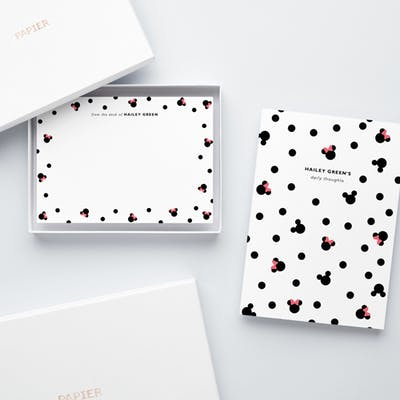 PAPIER
from the desk of HAILEY GREEN
HAILEY GREEN'S
daily thoughts
PAPIER